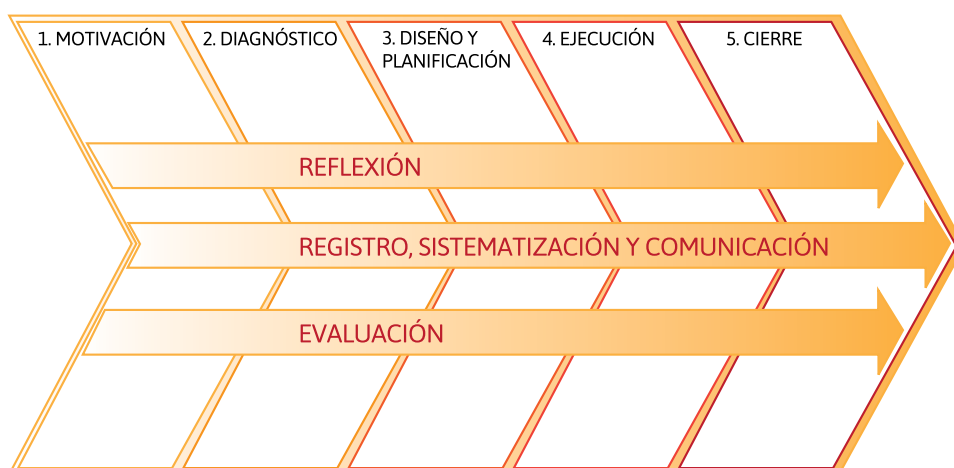 1. MOTIVACIÓN
2. DIAGNÓSTICO
3. DISEÑO Y
PLANIFICACIÓN
4. EJECUCIÓN
5. CIERRE
REFLEXIÓN
REGISTRO, SISTEMATIZACIÓN Y COMUNICACIÓN
EVALUACIÓN